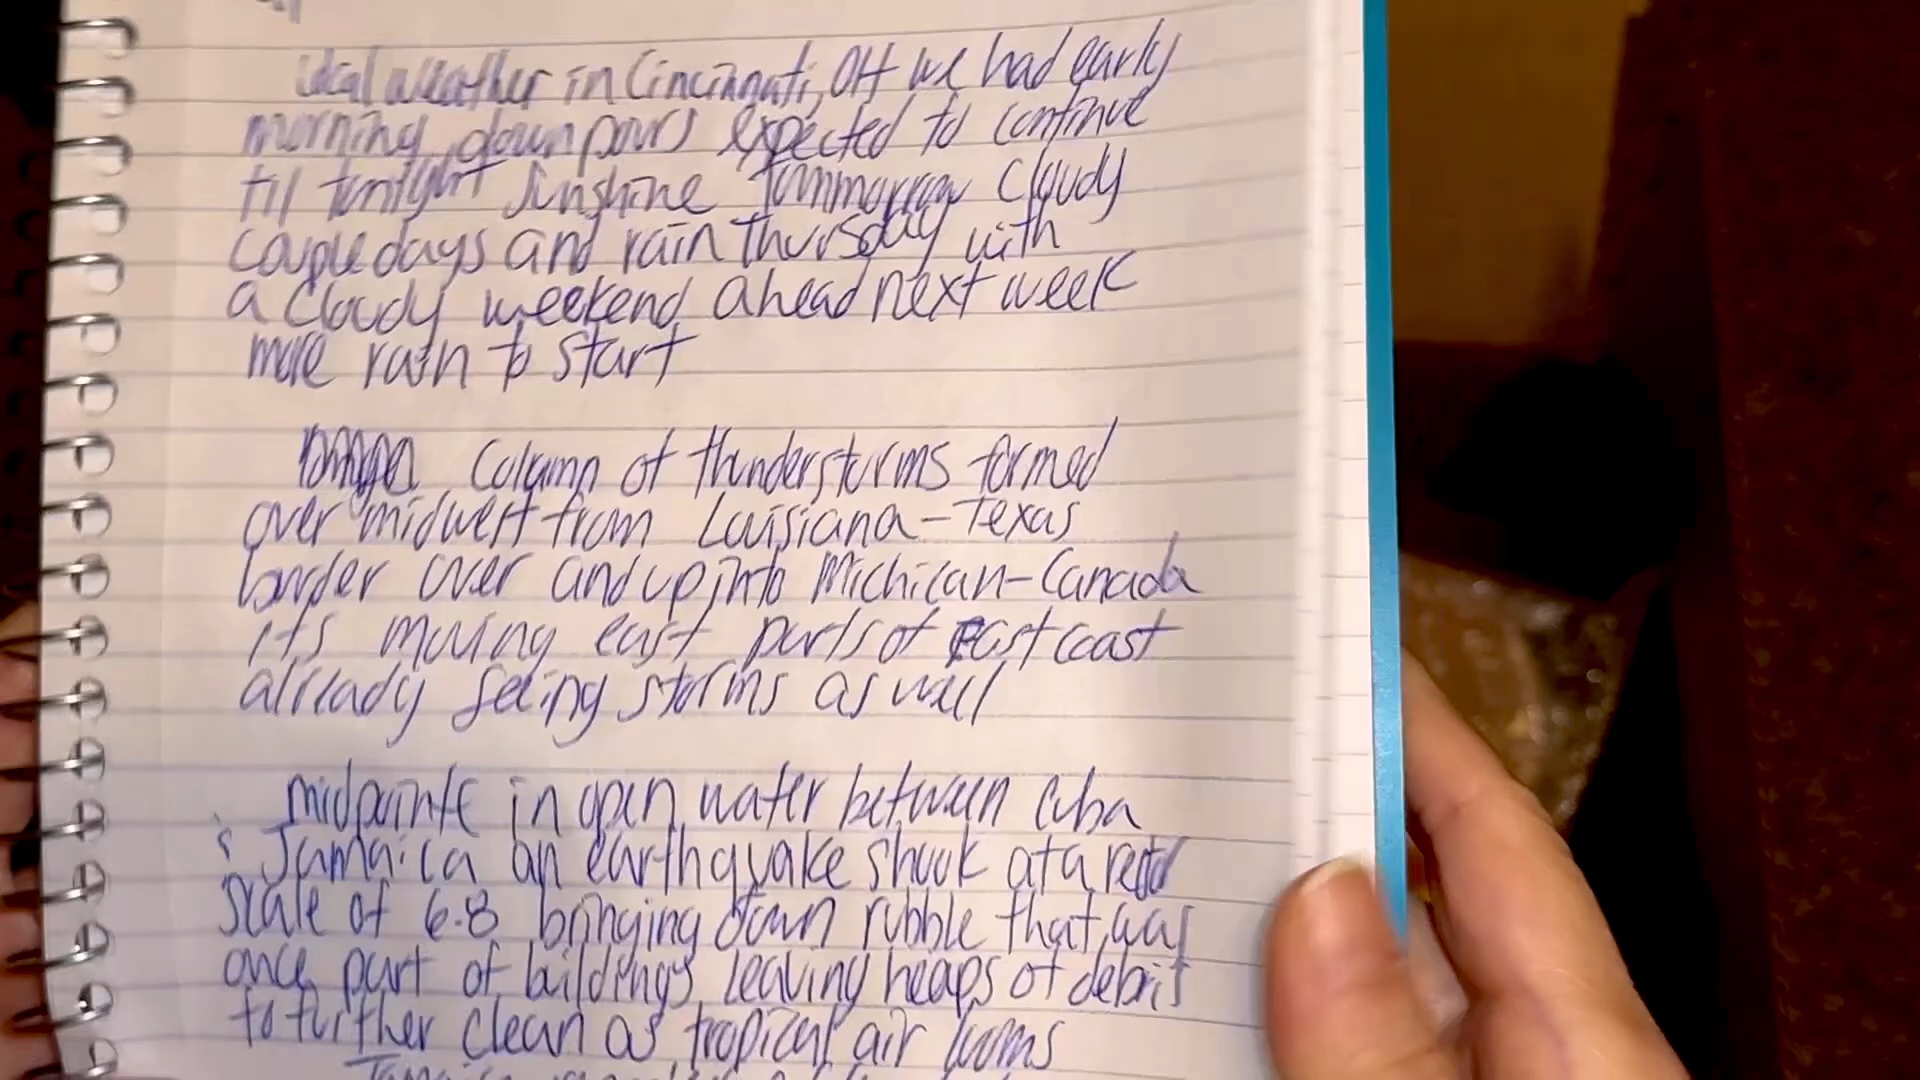 local weather in Cincinnati, OH we had early
morning downpours expected to continue
til tonight sunshine tommorrow cloudy
couple days and rain thursday with
a cloudy weekend ahead next week
more rain to start
Column of thunderstorms formed
over midwest from Louisiana-Texas
border over and up into Michican-Canada
its moving east parts of East coast
already seeing storms as well
midpointe in open water between Cuba
& Jamaica an earthquake shook at a
scale of 6.8 bringing down rubble that was
once part of buildings leaving heaps of debris
to further clean as tropical air looms